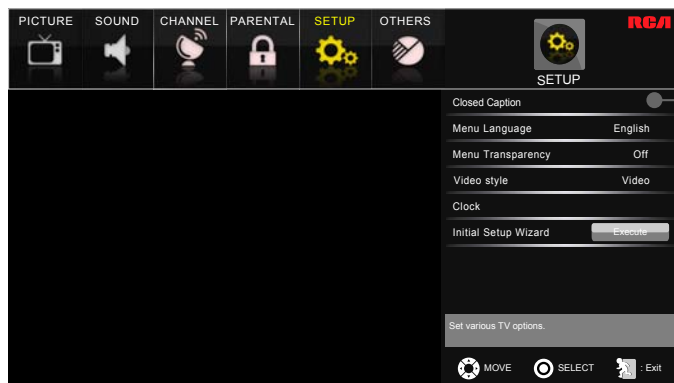 PICTURE SOUND CHANNEL PARENTAL SETUP OTHERS
RCA
SETUP
Closed Caption
Menu Language English
Menu Transparency Off
Video style Video
Clock
Initial Setup Wizard Execute
Set various TV options.
MOVE SELECT : Exit